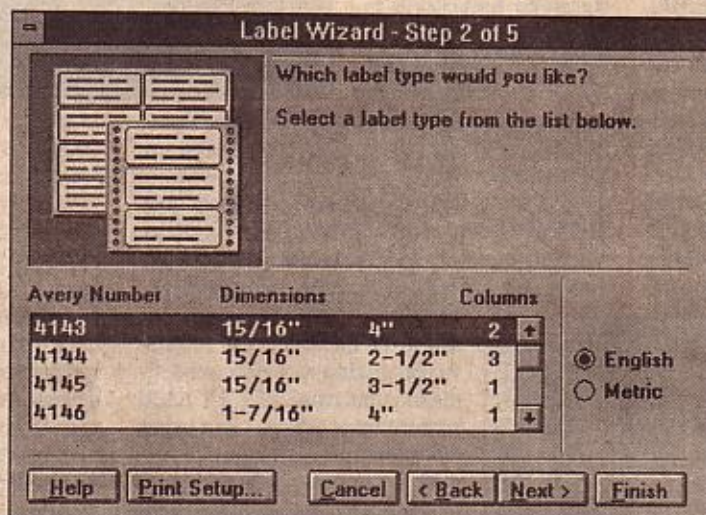 Label Wizard - Step 2 of 5
Which label type would you like?
Select a label type from the list below.
Avery Number Dimensions Columns
4143 15/16" 4" 2
4144 15/16" 2-1/2" 3
4145 15/16" 3-1/2" 1
4146 1-7/16" 4" 1
English
Metric
Help Print Setup... Cancel < Back Next > Finish